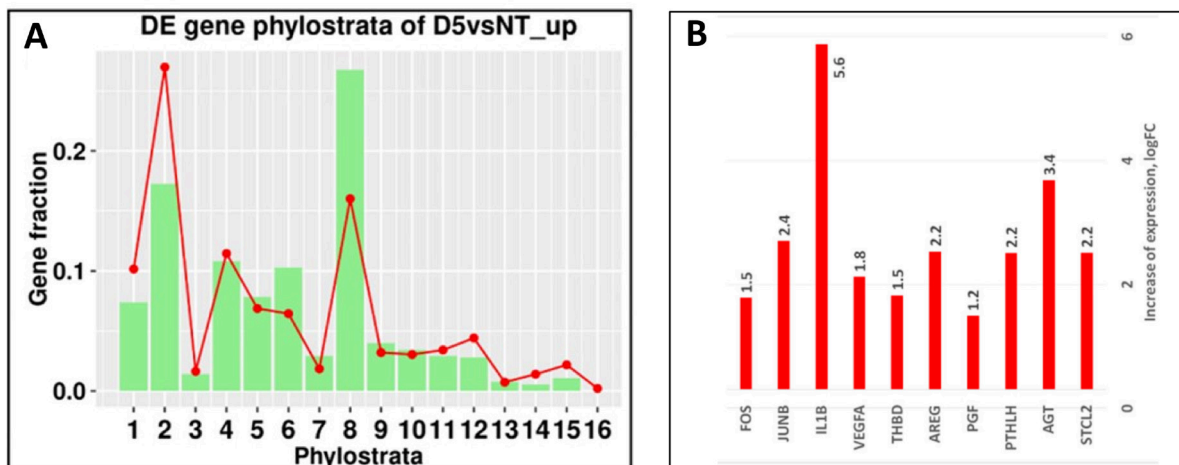 A
DE gene phylostrata of D5vsNT_up
Gene fraction
0.2
0.1
0.0
1 2 3 4 5 6 7 8 9 10 11 12 13 14 15 16
Phylostrata
B
6
4
2
0
Increase of expression, logFC
1.5
2.4
5.6
1.8
1.5
2.2
1.2
2.2
3.4
2.2
FOS
JUNB
IL1B
VEGFA
THBD
AREG
PGF
PTHLH
AGT
STCL2